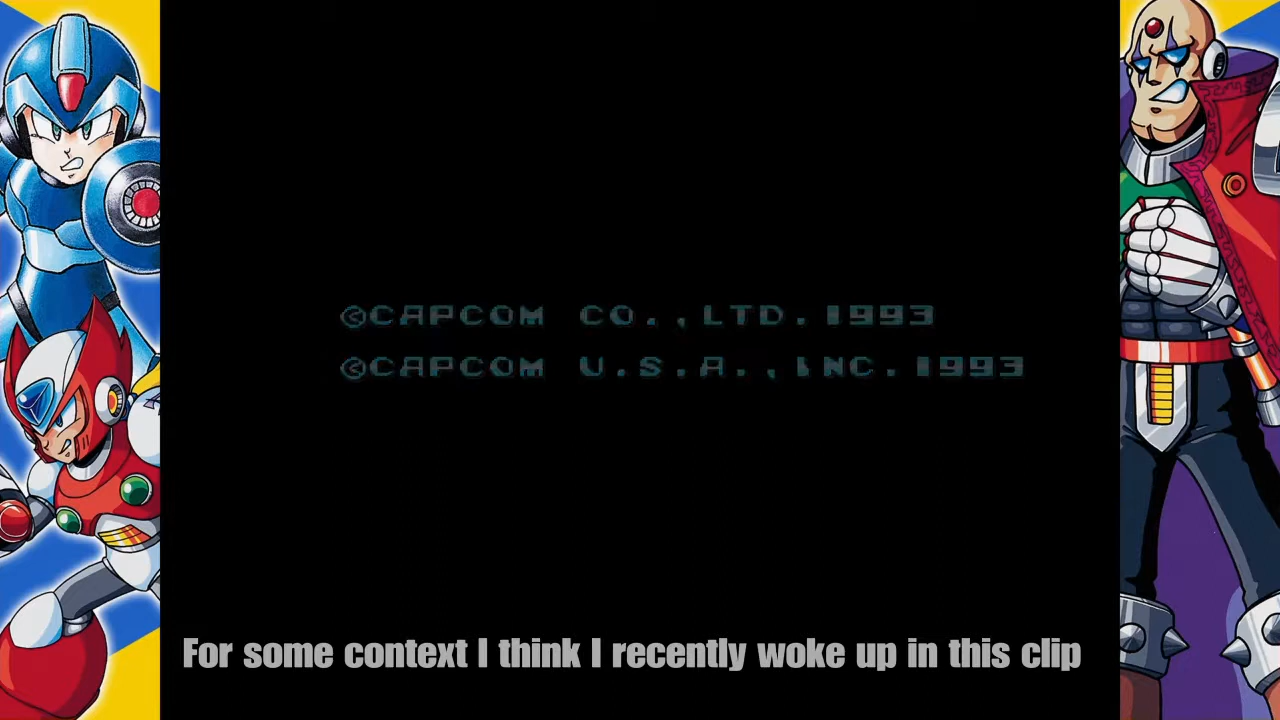 ©CAPCOM CO.,LTD.1993
©CAPCOM U.S.A.,INC.1993
For some context I think I recently woke up in this clip